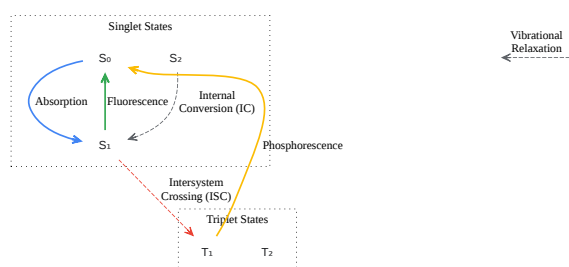 Singlet States
S₀
S₂
Vibrational
Relaxation
Absorption
Fluorescence
Internal
Conversion (IC)
S₁
Phosphorescence
Intersystem
Crossing (ISC)
Triplet States
T₁
T₂